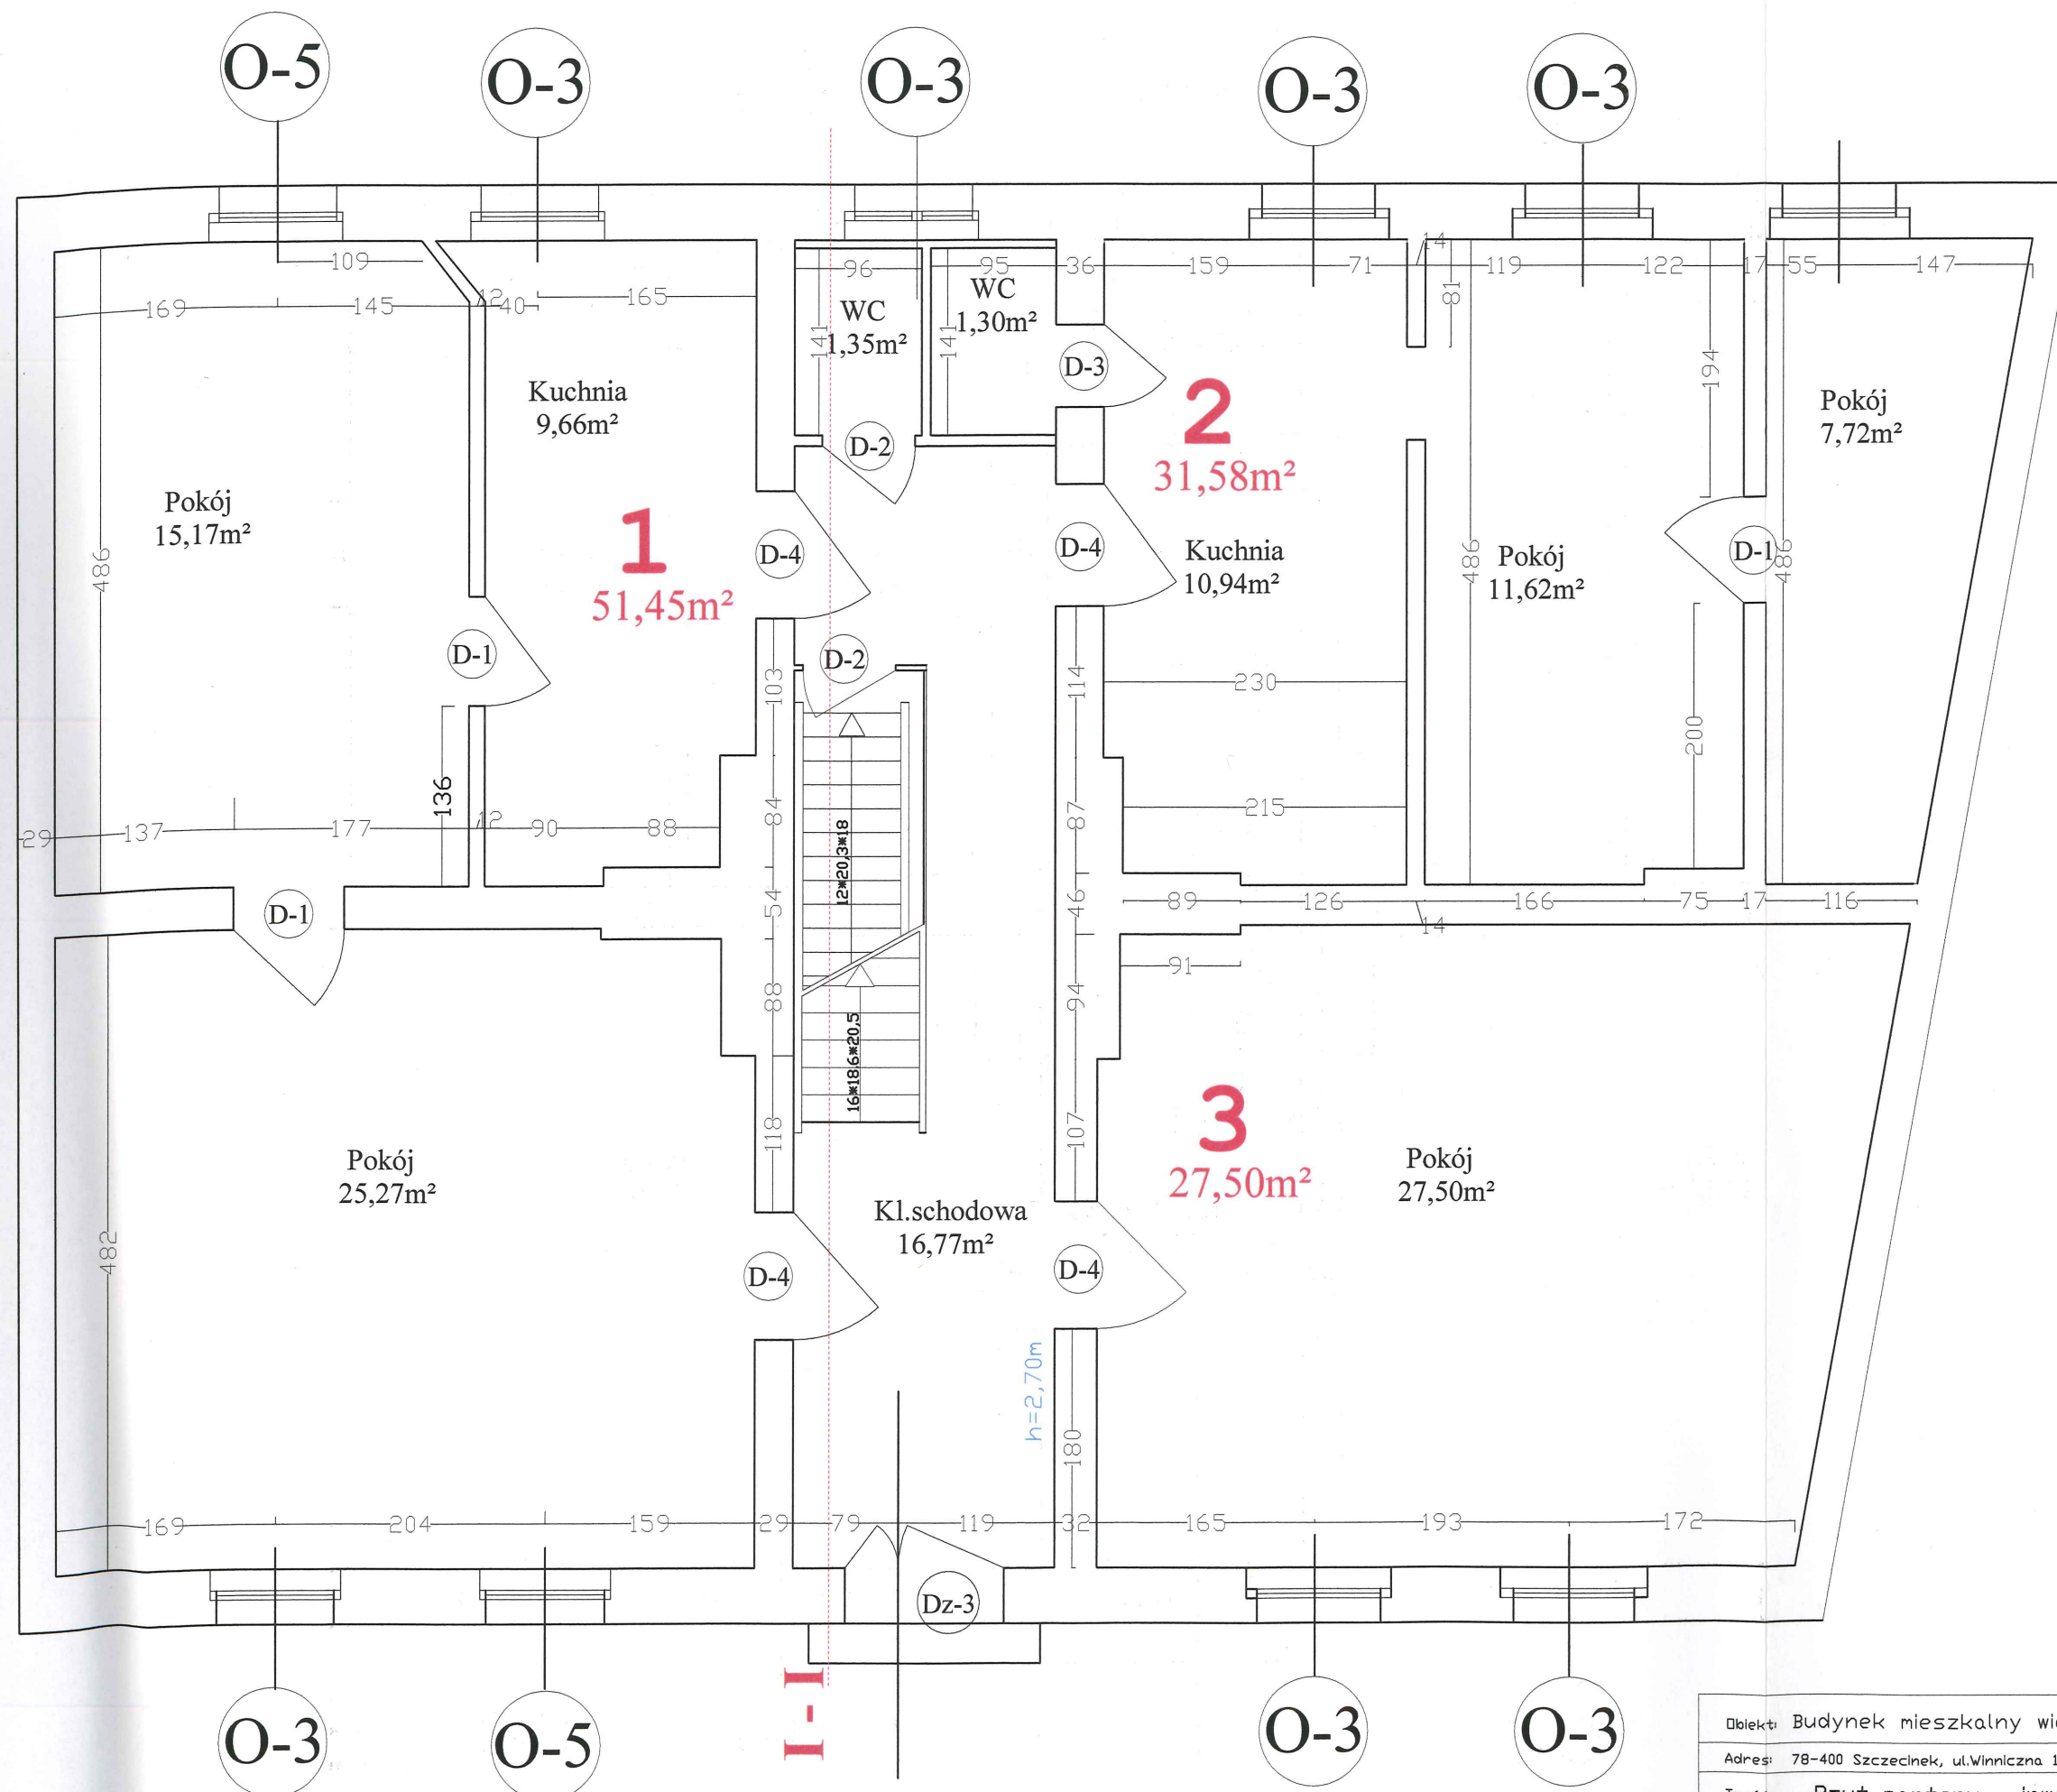 O-5
O-3
O-3
O-3
O-3
109
169
145
12
40
165
96
95
36
159
71
14
119
122
17
55
147
WC
1,35m²
141
WC
1,30m²
141
D-3
81
194
Kuchnia
9,66m²
D-2
2
31,58m²
Pokój
7,72m²
Pokój
15,17m²
486
1
51,45m²
D-4
D-4
Kuchnia
10,94m²
486
Pokój
11,62m²
D-1
486
D-1
D-2
103
114
230
200
136
84
12*20,3*18
87
215
29
137
177
12
90
88
D-1
54
46
89
126
14
166
75
17
116
91
88
94
16*18,6*20,5
118
107
3
27,50m²
Pokój
25,27m²
Pokój
27,50m²
482
Kl.schodowa
16,77m²
D-4
D-4
h=2,70m
180
169
204
159
29
79
119
32
165
193
172
Dz-3
I - I
O-3
O-5
O-3
O-3
Obiekt: Budynek mieszkalny
Adres: 78-400 Szczecinek, ul.Winniczna 1